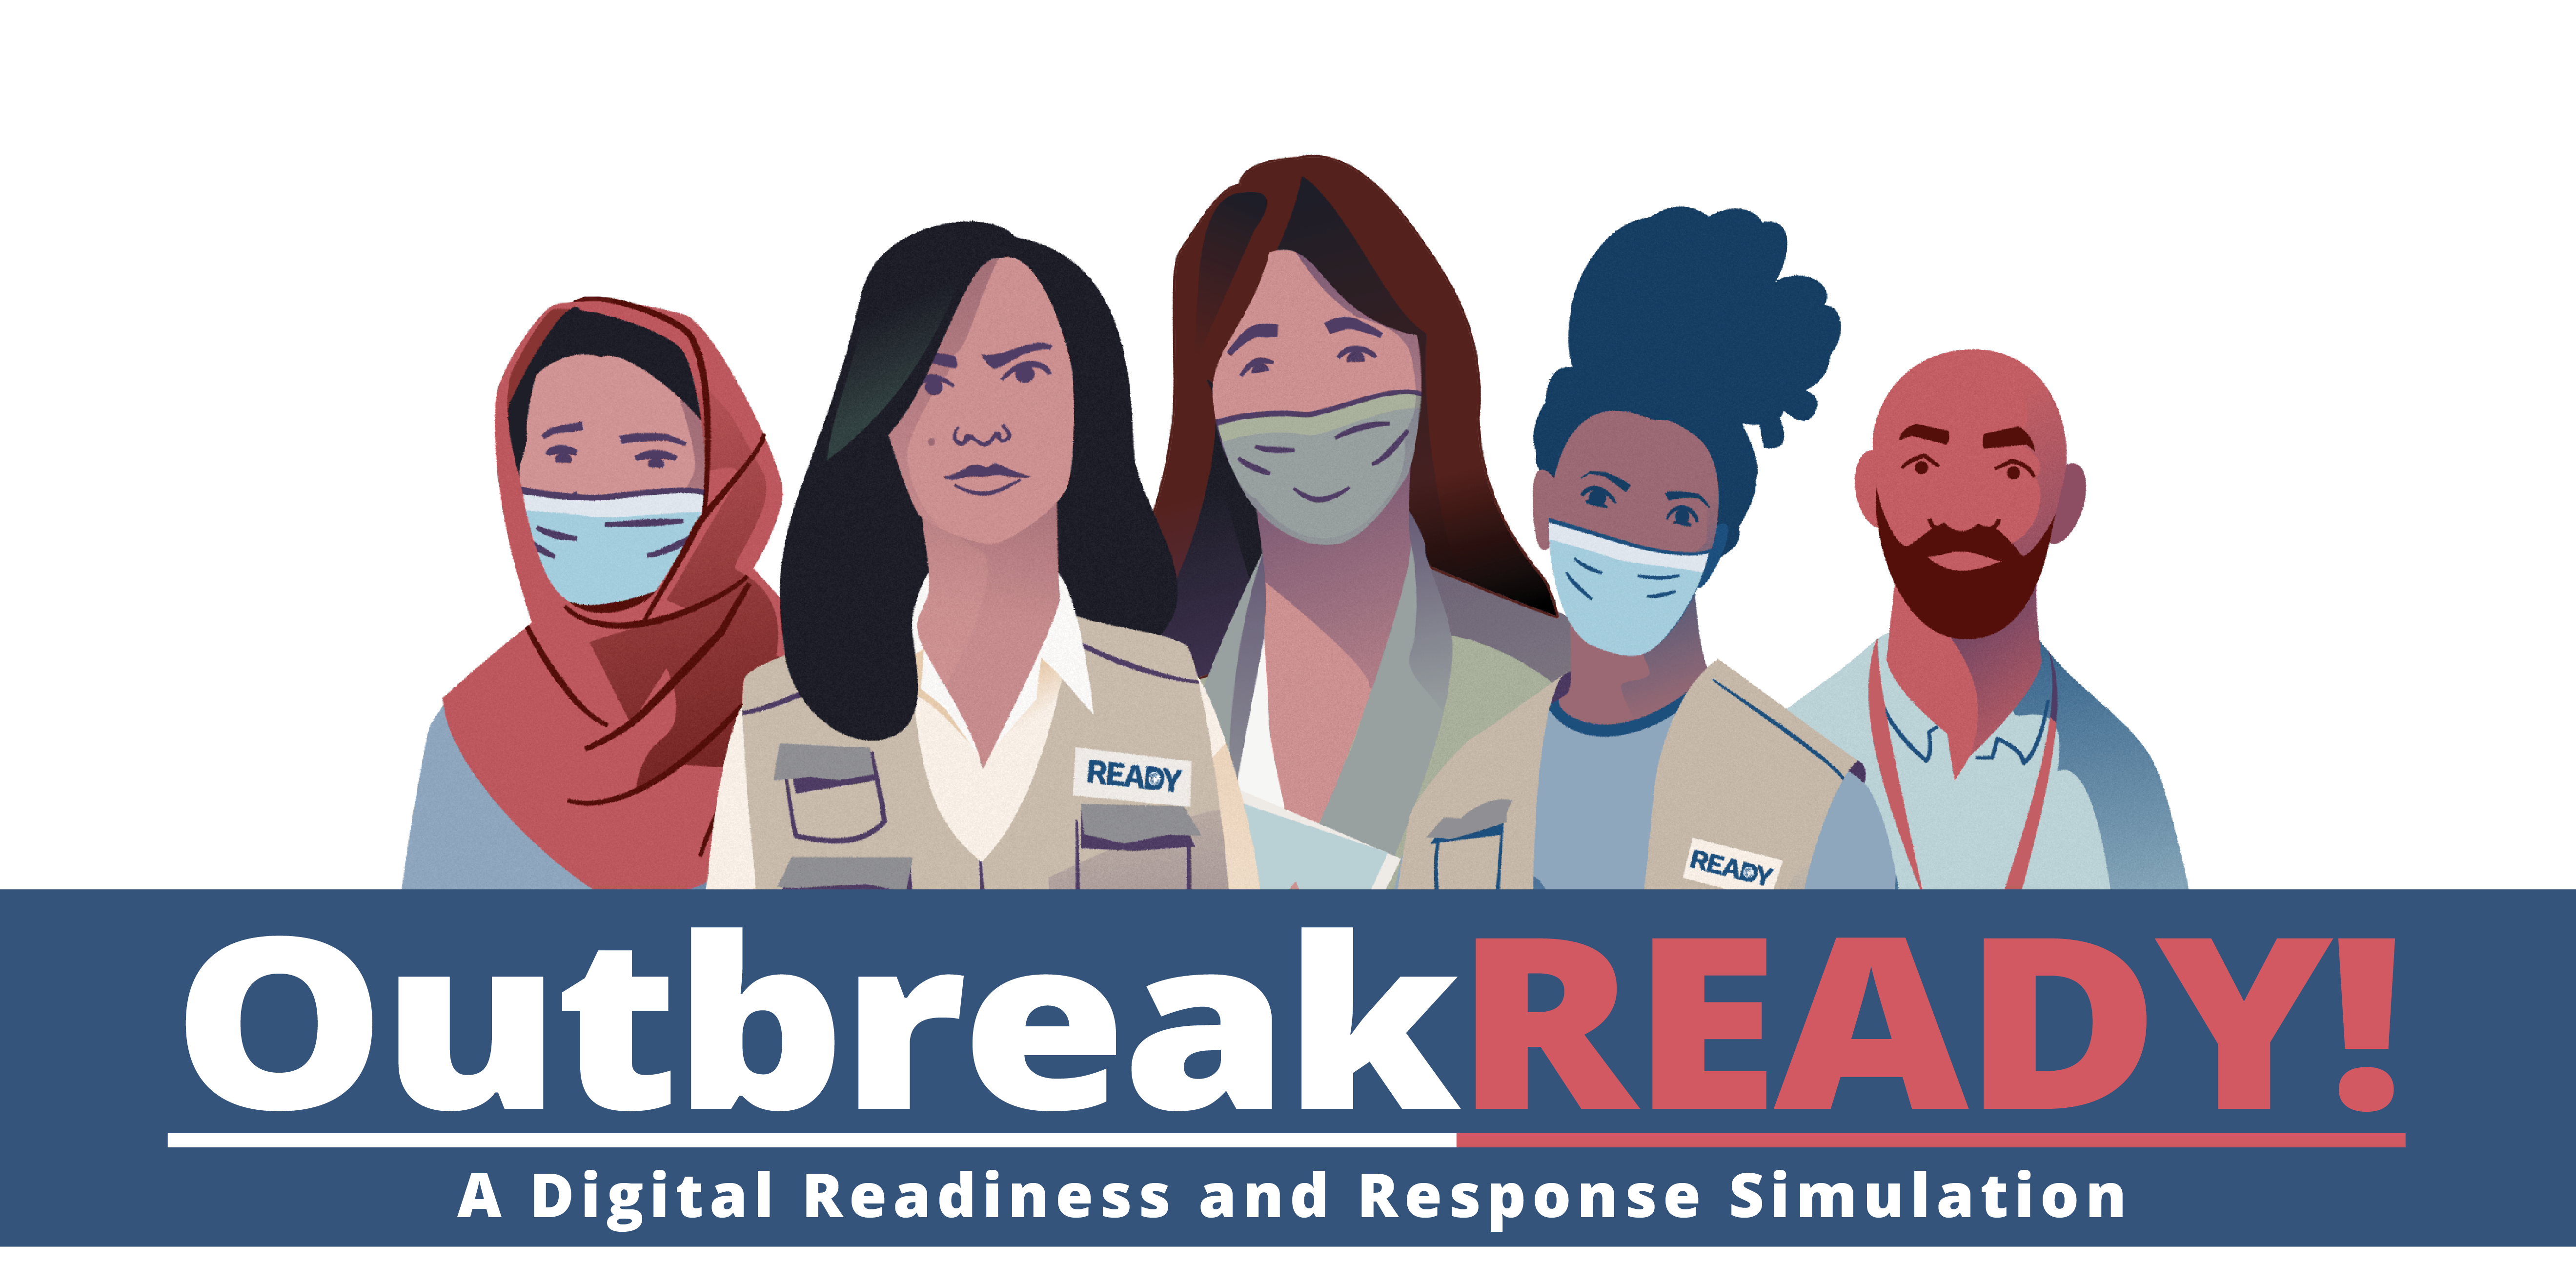 READY
READY
OutbreakREADY!
A Digital Readiness and Response Simulation